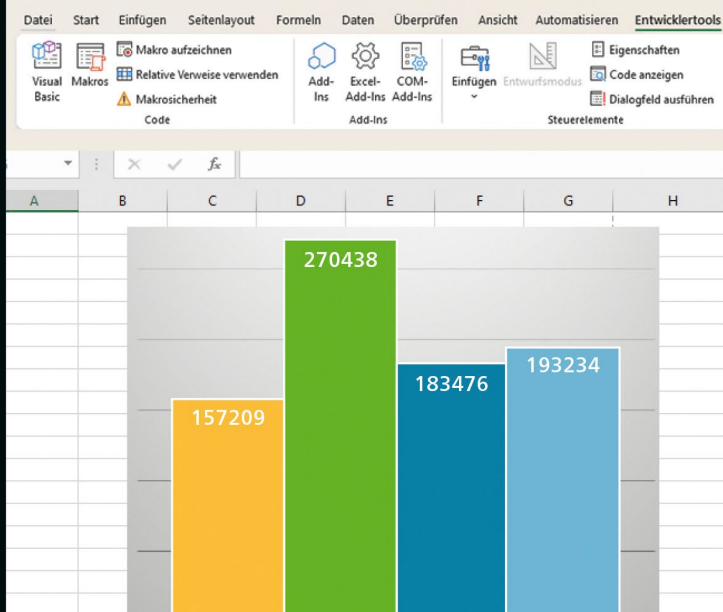 Datei Start Einfügen Seitenlayout Formeln Daten Überprüfen Ansicht Automatisieren Entwicklertools
Visual Basic
Makros
Makro aufzeichnen
Relative Verweise verwenden
Makrosicherheit
Code
Add-Ins
Excel-Add-Ins
COM-Add-Ins
Add-Ins
Einfügen
Entwurfsmodus
Eigenschaften
Code anzeigen
Dialogfeld ausführen
Steuerelemente
fx
A B C D E F G H
270438
193234
183476
157209